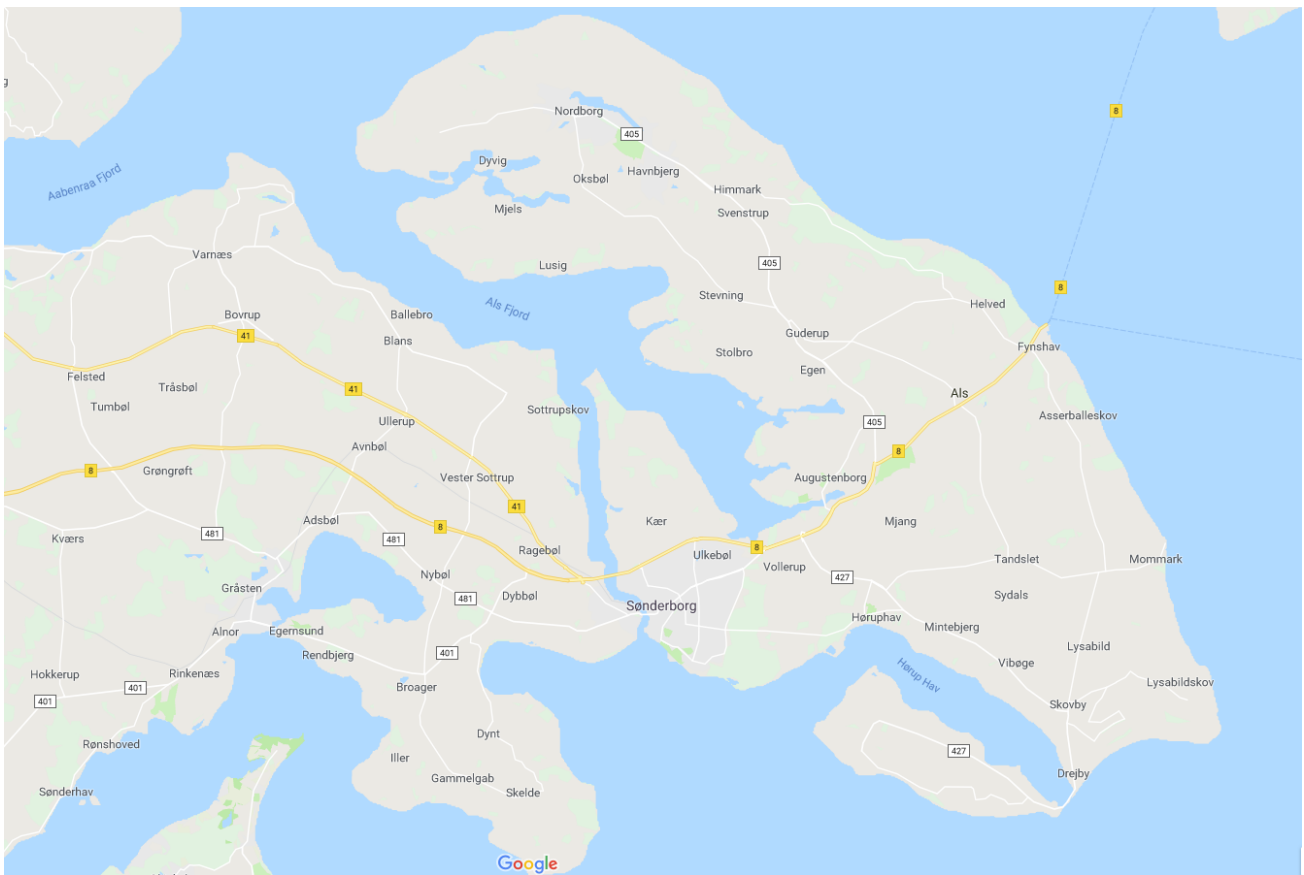 8
Nordborg
405
Dyvig
Havnbjerg
Oksbøl
Aabenraa Fjord
Himmark
Mjels
Svenstrup
Varnæs
Lusig
405
8
Stevning
Helved
Als Fjord
Bovrup
Ballebro
41
Blans
Guderup
Fynshav
Stolbro
Felsted
Egen
Tråsbøl
41
Als
Tumbøl
Sottrupskov
Asserballeskov
Ullerup
405
Avnbøl
8
Grøngrøft
8
Vester Sottrup
Augustenborg
41
Adsbøl
Kær
Mjang
8
481
Kværs
481
Ragebøl
8
Ulkebøl
Tandslet
Mommark
Vollerup
Nybøl
427
Gråsten
Dybbøl
Sydals
481
Sønderborg
Høruphav
Mintebjerg
Alnor
Egernsund
Lysabild
Rendbjerg
401
Vibøge
Hørup Hav
Hokkerup
Rinkenæs
Broager
Lysabildskov
401
401
Skovby
Dynt
Rønshoved
427
Iller
Drejby
Gammelgab
Sønderhav
Skelde
Google